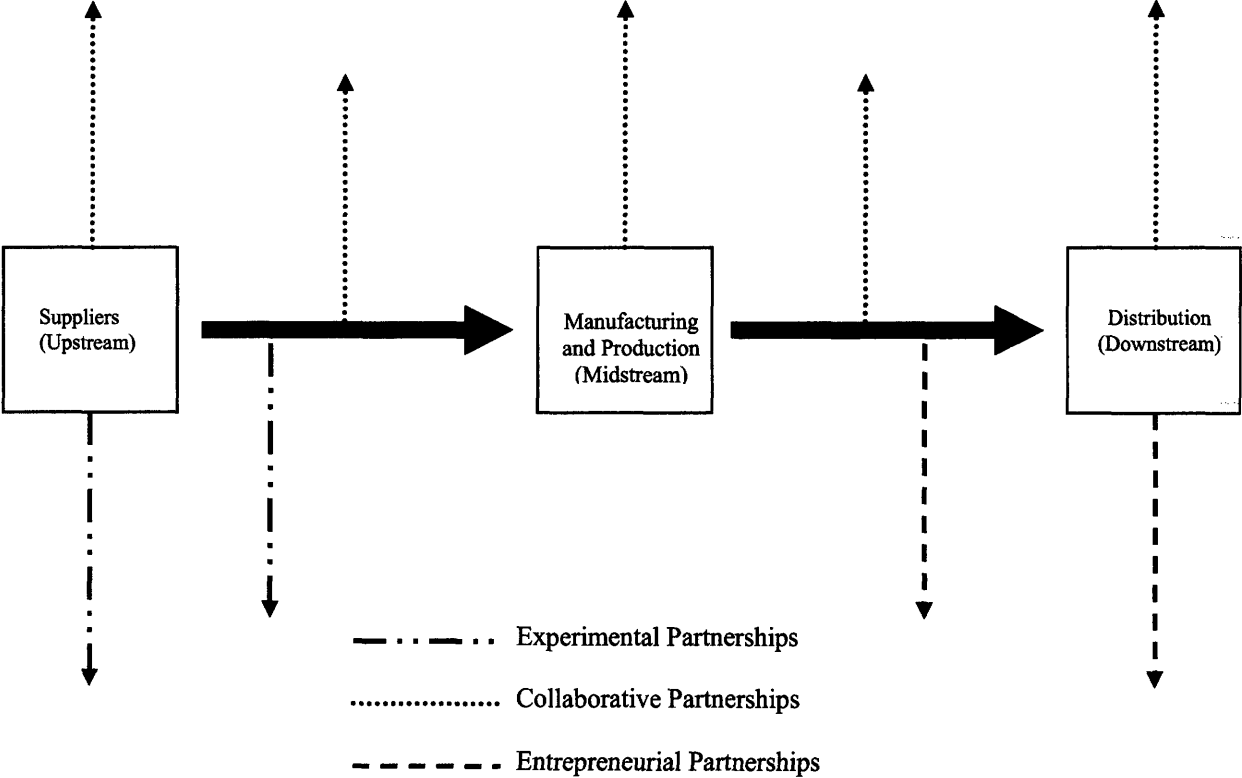 Suppliers
(Upstream)
Manufacturing
and Production
(Midstream)
Distribution
(Downstream)
Experimental Partnerships
Collaborative Partnerships
Entrepreneurial Partnerships